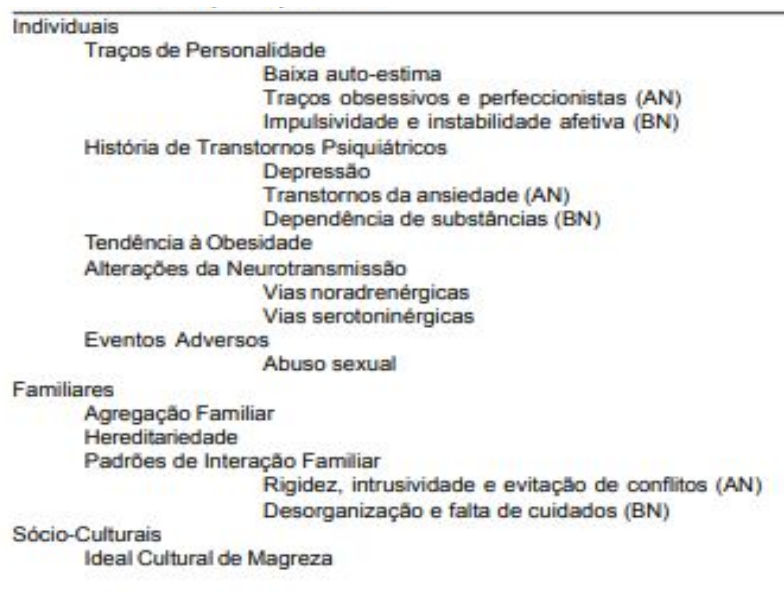 Individuais
Traços de Personalidade
Baixa auto-estima
Traços obsessivos e perfeccionistas (AN)
Impulsividade e instabilidade afetiva (BN)
História de Transtornos Psiquiátricos
Depressão
Transtornos da ansiedade (AN)
Dependência de substâncias (BN)
Tendência à Obesidade
Alterações da Neurotransmissão
Vias noradrenérgicas
Vias serotoninérgicas
Eventos Adversos
Abuso sexual
Familiares
Agregação Familiar
Hereditariedade
Padrões de Interação Familiar
Rigidez, intrusividade e evitação de conflitos (AN)
Desorganização e falta de cuidados (BN)
Sócio-Culturais
Ideal Cultural de Magreza